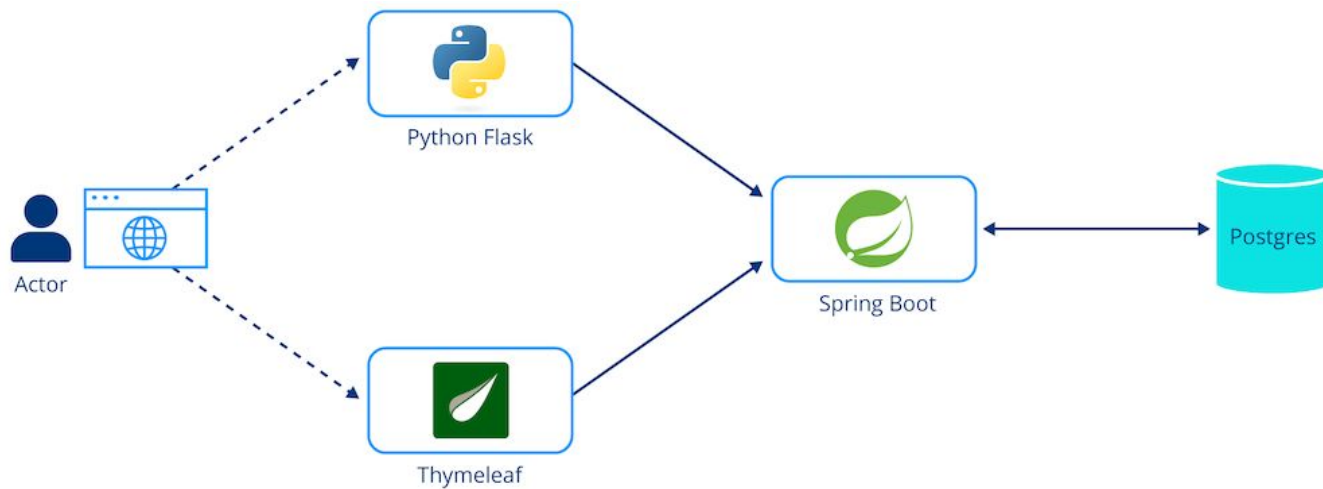 Python Flask
Actor
Postgres
Spring Boot
Thymeleaf